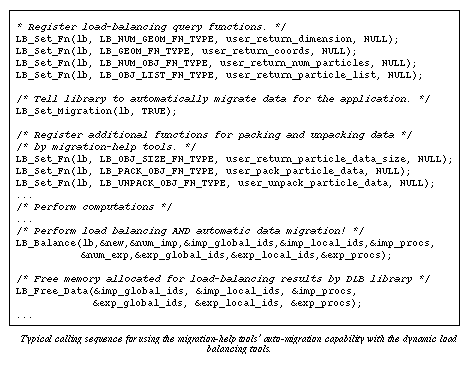 * Register load-balancing query functions. */
LB_Set_Fn(lb, LB_NUM_GEOM_FN_TYPE, user_return_dimension, NULL);
LB_Set_Fn(lb, LB_GEOM_FN_TYPE, user_return_coords, NULL);
LB_Set_Fn(lb, LB_NUM_OBJ_FN_TYPE, user_return_num_particles, NULL);
LB_Set_Fn(lb, LB_OBJ_LIST_FN_TYPE, user_return_particle_list, NULL);
/* Tell library to automatically migrate data for the application. */
LB_Set_Migration(lb, TRUE);
/* Register additional functions for packing and unpacking data */
/* by migration-help tools. */
LB_Set_Fn(lb, LB_OBJ_SIZE_FN_TYPE, user_return_particle_data_size, NULL);
LB_Set_Fn(lb, LB_PACK_OBJ_FN_TYPE, user_pack_particle_data, NULL);
LB_Set_Fn(lb, LB_UNPACK_OBJ_FN_TYPE, user_unpack_particle_data, NULL);
...
/* Perform computations */
...
/* Perform load balancing AND automatic data migration! */
LB_Balance(lb,&new,&num_imp,&imp_global_ids,&imp_local_ids,&imp_procs,
&num_exp,&exp_global_ids,&exp_local_ids,&exp_procs);
/* Free memory allocated for load-balancing results by DLB library */
LB_Free_Data(&imp_global_ids, &imp_local_ids, &imp_procs,
&exp_global_ids, &exp_local_ids, &exp_procs);
...
Typical calling sequence for using the migration-help tools' auto-migration capability with the dynamic load
balancing tools.